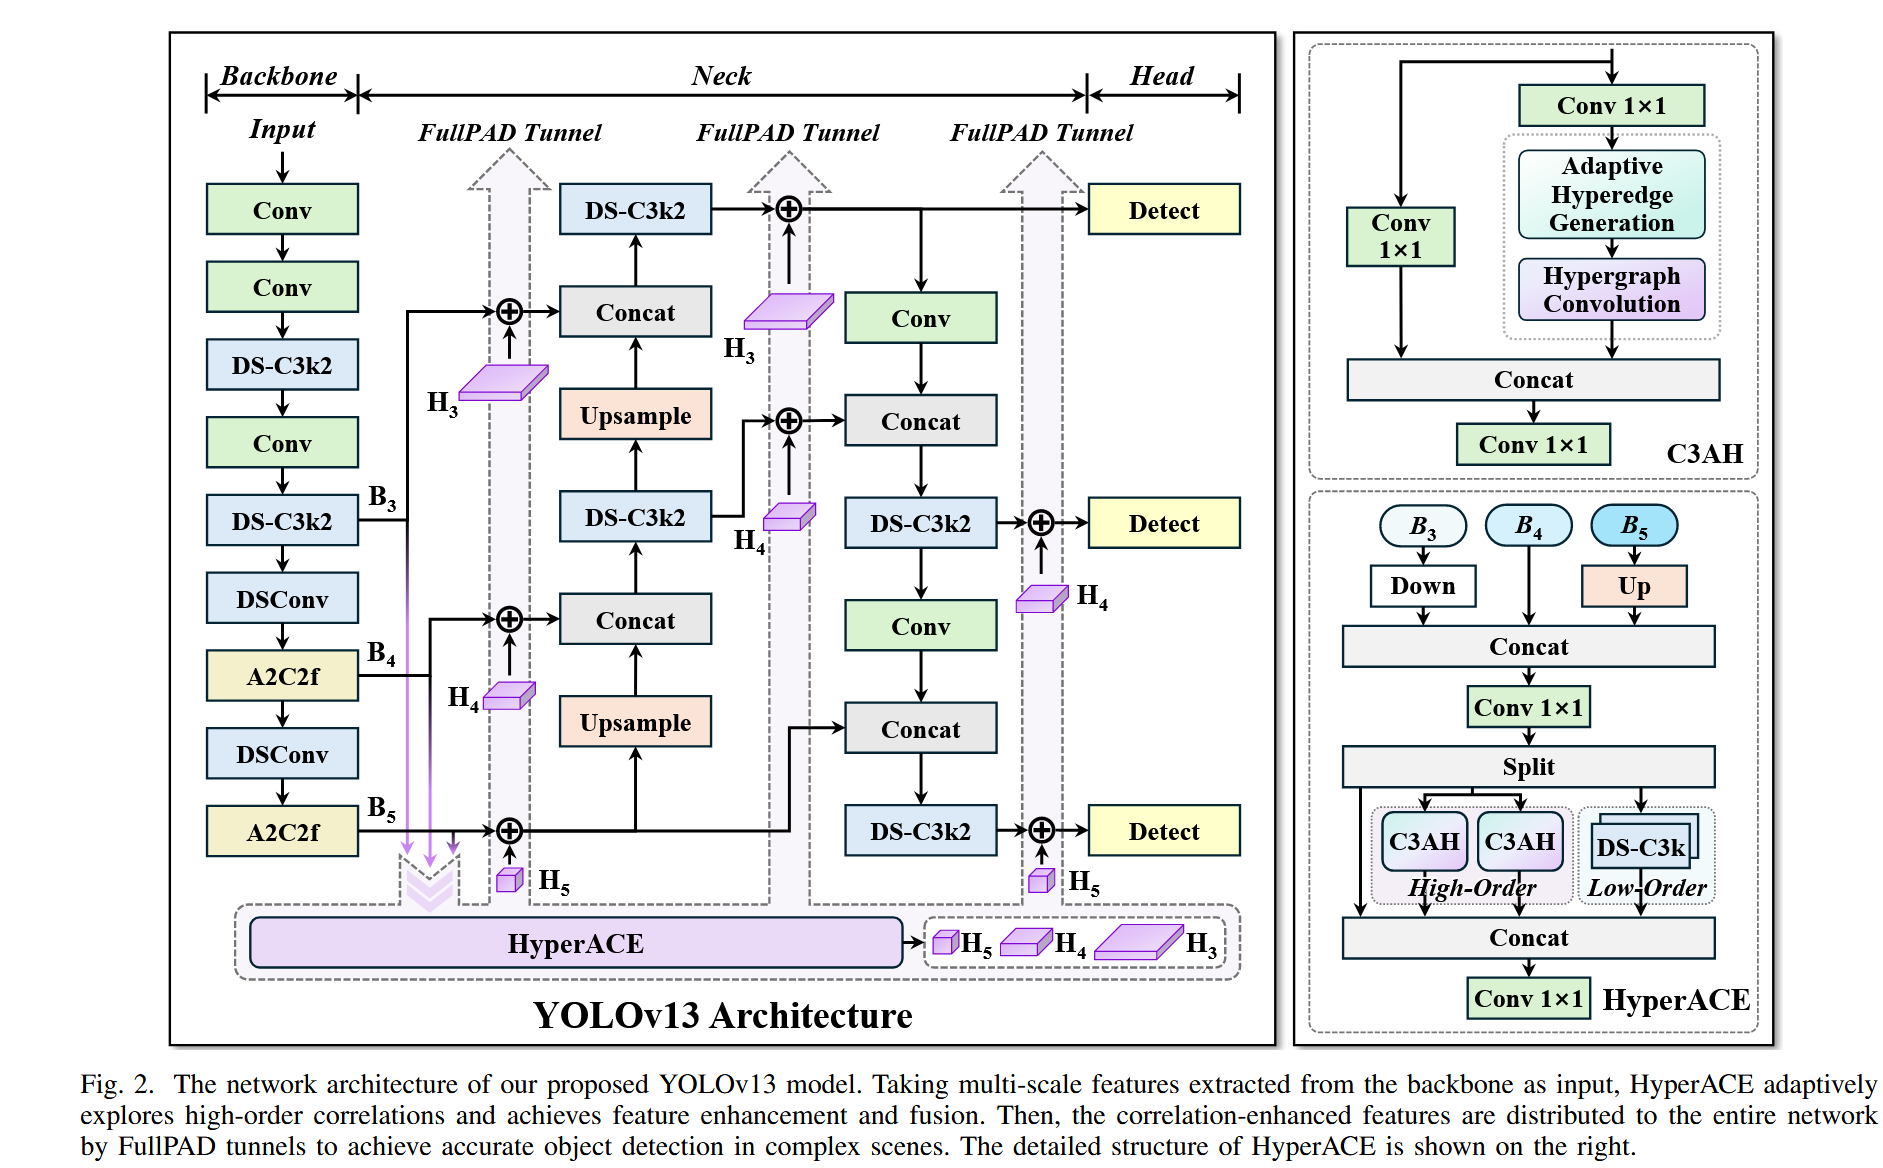 Backbone
Neck
Head
Input
FullPAD Tunnel
FullPAD Tunnel
FullPAD Tunnel
Conv
Conv
DS-C3k2
Conv
DS-C3k2
DSConv
A2C2f
DSConv
A2C2f
B3
B4
B5
H3
H4
H5
DS-C3k2
Concat
Upsample
DS-C3k2
Concat
Upsample
H3
H4
Conv
Concat
DS-C3k2
Conv
Concat
DS-C3k2
H4
H5
Detect
Detect
Detect
HyperACE
H5
H4
H3
YOLOv13 Architecture
Conv 1×1
Adaptive
Hyperedge
Generation
Conv
1×1
Hypergraph
Convolution
Concat
Conv 1×1
C3AH
B3
B4
B5
Down
Up
Concat
Conv 1×1
Split
C3AH
C3AH
DS-C3k
High-Order
Low-Order
Concat
Conv 1×1
HyperACE
Fig. 2. The network architecture of our proposed YOLOv13 model. Taking multi-scale features extracted from the backbone as input, HyperACE adaptively
explores high-order correlations and achieves feature enhancement and fusion. Then, the correlation-enhanced features are distributed to the entire network
by FullPAD tunnels to achieve accurate object detection in complex scenes. The detailed structure of HyperACE is shown on the right.